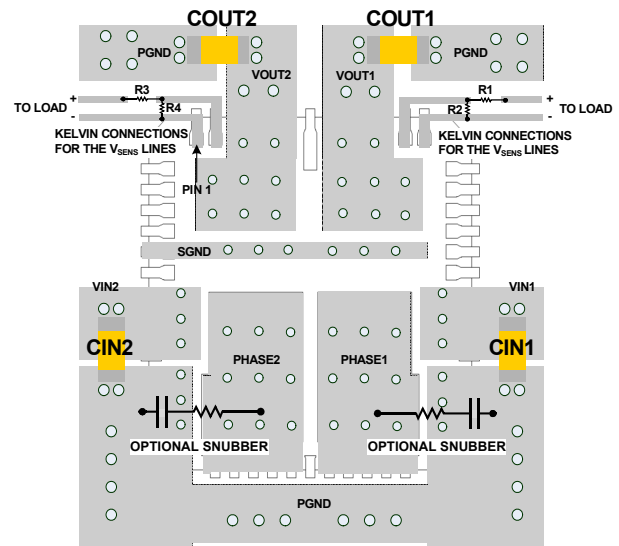 COUT2
COUT1
PGND
PGND
VOUT2
VOUT1
R3
R1
+
+
R4
R2
TO LOAD
TO LOAD
-
-
KELVIN CONNECTIONS
FOR THE VSENS LINES
KELVIN CONNECTIONS
FOR THE VSENS LINES
PIN 1
SGND
VIN2
VIN1
CIN2
CIN1
PHASE2
PHASE1
OPTIONAL SNUBBER
OPTIONAL SNUBBER
PGND